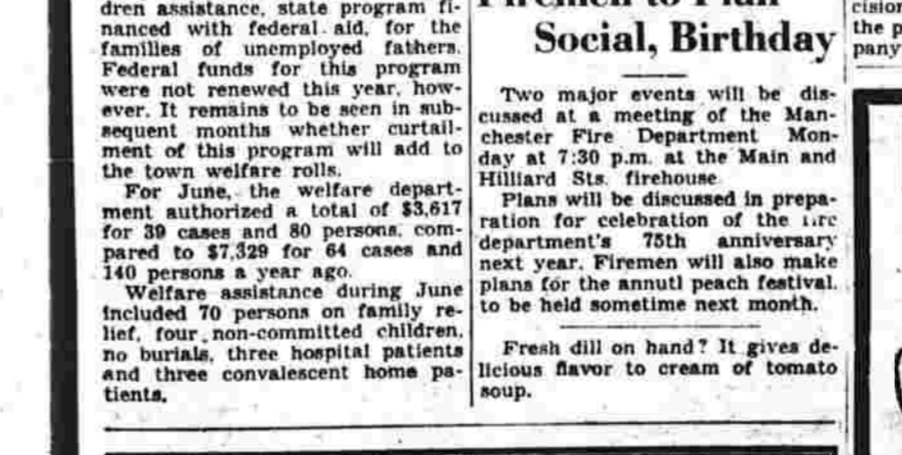 dren assistance, state program fi-
nanced with federal aid, for the
families of unemployed fathers.
Federal funds for this program
were not renewed this year, how-
ever. It remains to be seen in sub-
sequent months whether curtail-
ment of this program will add to
the town welfare rolls.
For June, the welfare depart-
ment authorized a total of $3,617
for 39 cases and 80 persons, com-
pared to $7,329 for 64 cases and
140 persons a year ago.
Welfare assistance during June
included 70 persons on family re-
lief, four non-committed children,
no burials, three hospital patients
and three convalescent home pa-
tients.
Firemen to Plan
Social, Birthday
Two major events will be dis-
cussed at a meeting of the Man-
chester Fire Department Mon-
day at 7:30 p.m. at the Main and
Hilliard Sts. firehouse
Plans will be discussed in prepa-
ration for celebration of the fire
department's 75th anniversary
next year. Firemen will also make
plans for the annutl peach festival,
to be held sometime next month.
Fresh dill on hand? It gives de-
licious flavor to cream of tomato
soup.
cision
the p
pany